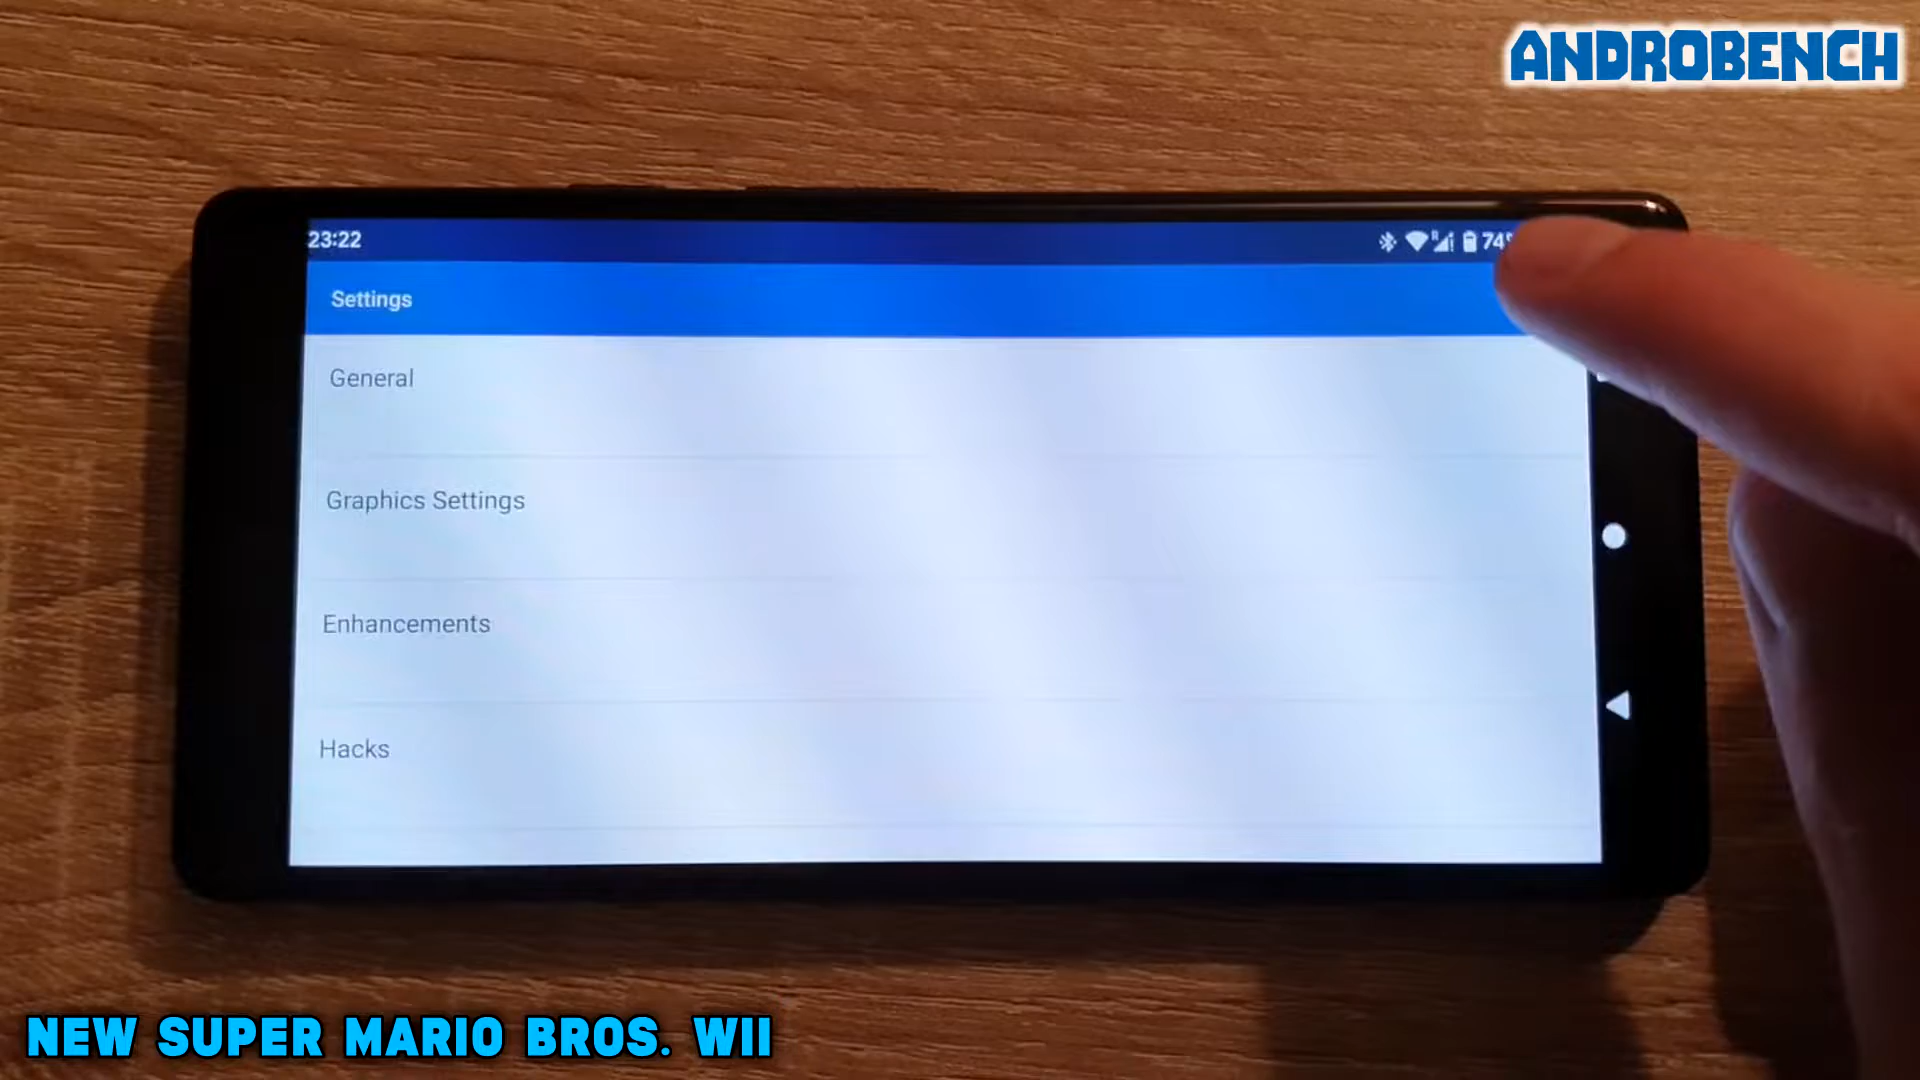 ANDROBENCH
23:22
R 74%
Settings
General
Graphics Settings
Enhancements
Hacks
NEW SUPER MARIO BROS. WII